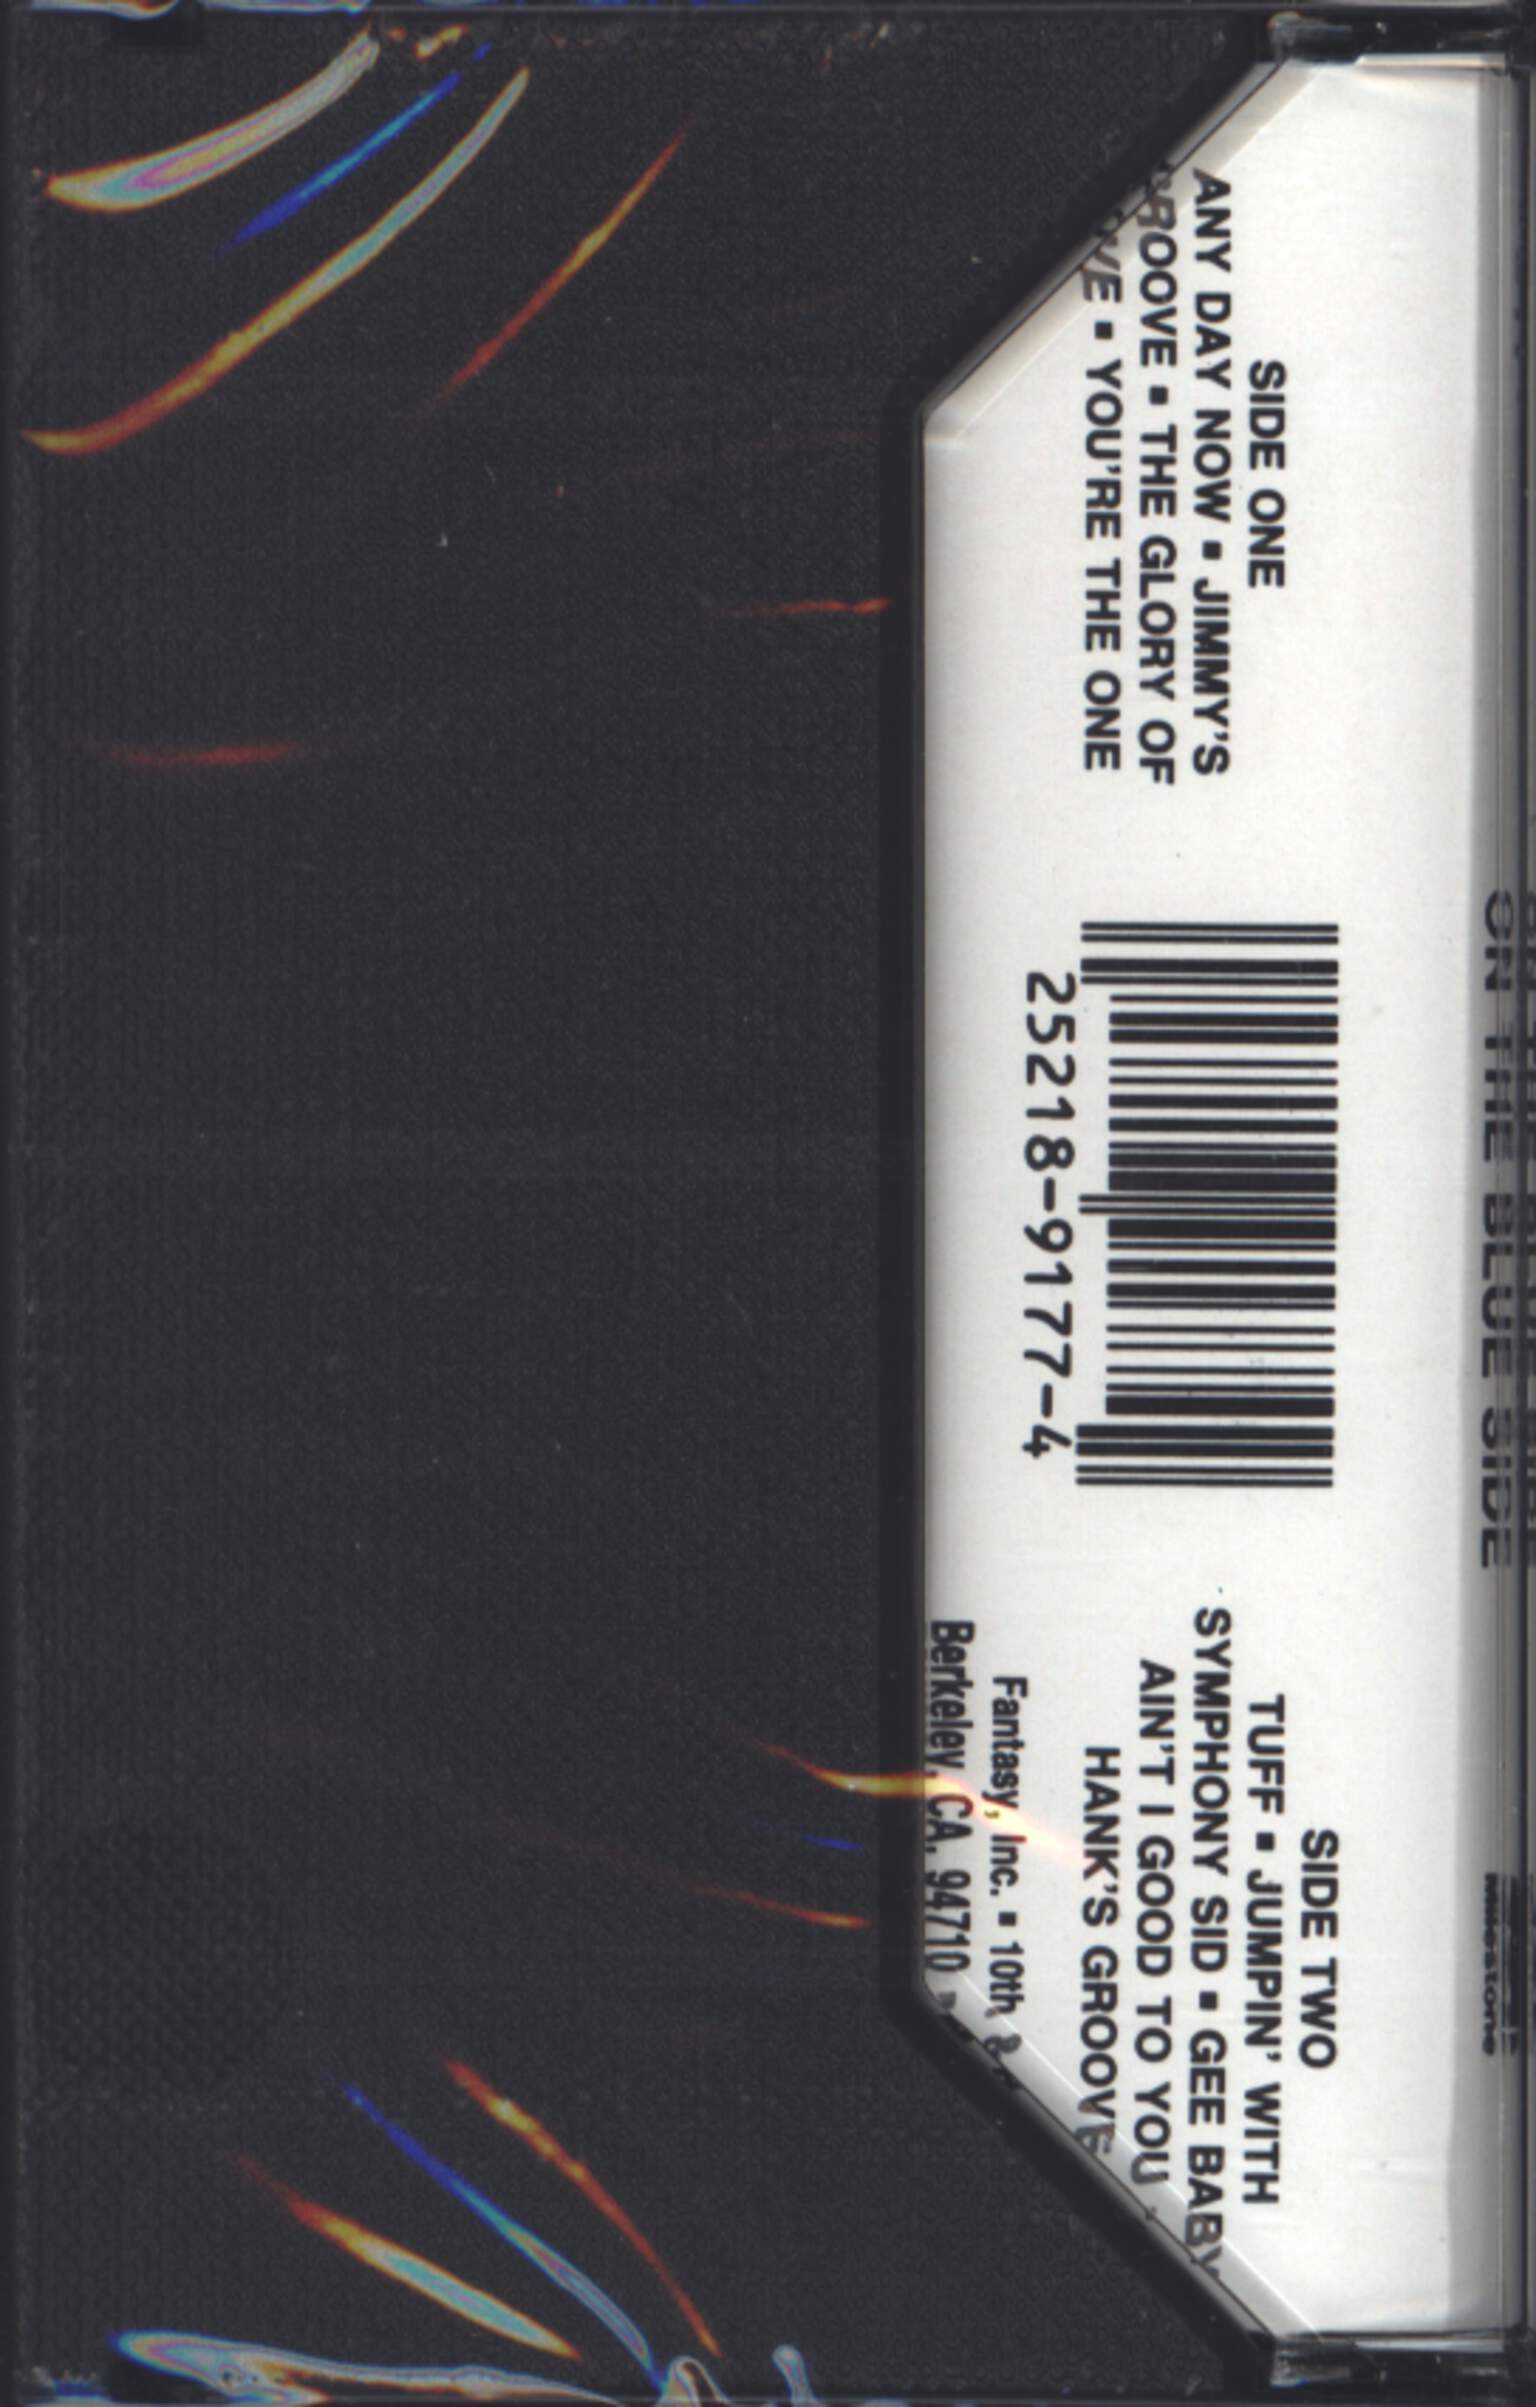 ON THE BLUE SIDE
Milestone
SIDE ONE
ANY DAY NOW ▪ JIMMY'S
GROOVE ▪ THE GLORY OF
LOVE ▪ YOU'RE THE ONE
25218-9177-4
SIDE TWO
TUFF ▪ JUMPIN' WITH
SYMPHONY SID ▪ GEE BABY
AIN'T I GOOD TO YOU
HANK'S GROOVE
Fantasy, Inc. ▪ 10th &
Berkeley, CA. 94710